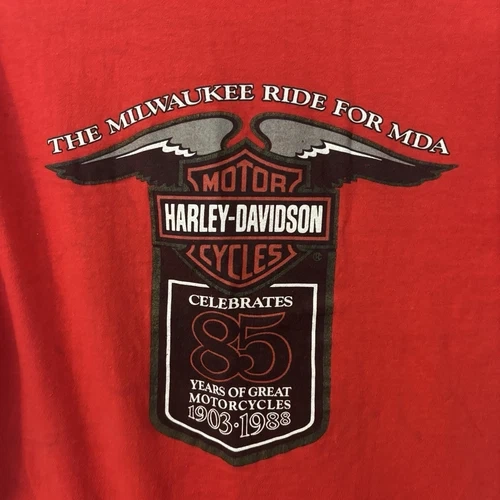 THE MILWAUKEE RIDE FOR MDA
MOTOR
HARLEY-DAVIDSON
CYCLES
©
CELEBRATES
85
YEARS OF GREAT
MOTORCYCLES
1903·1988